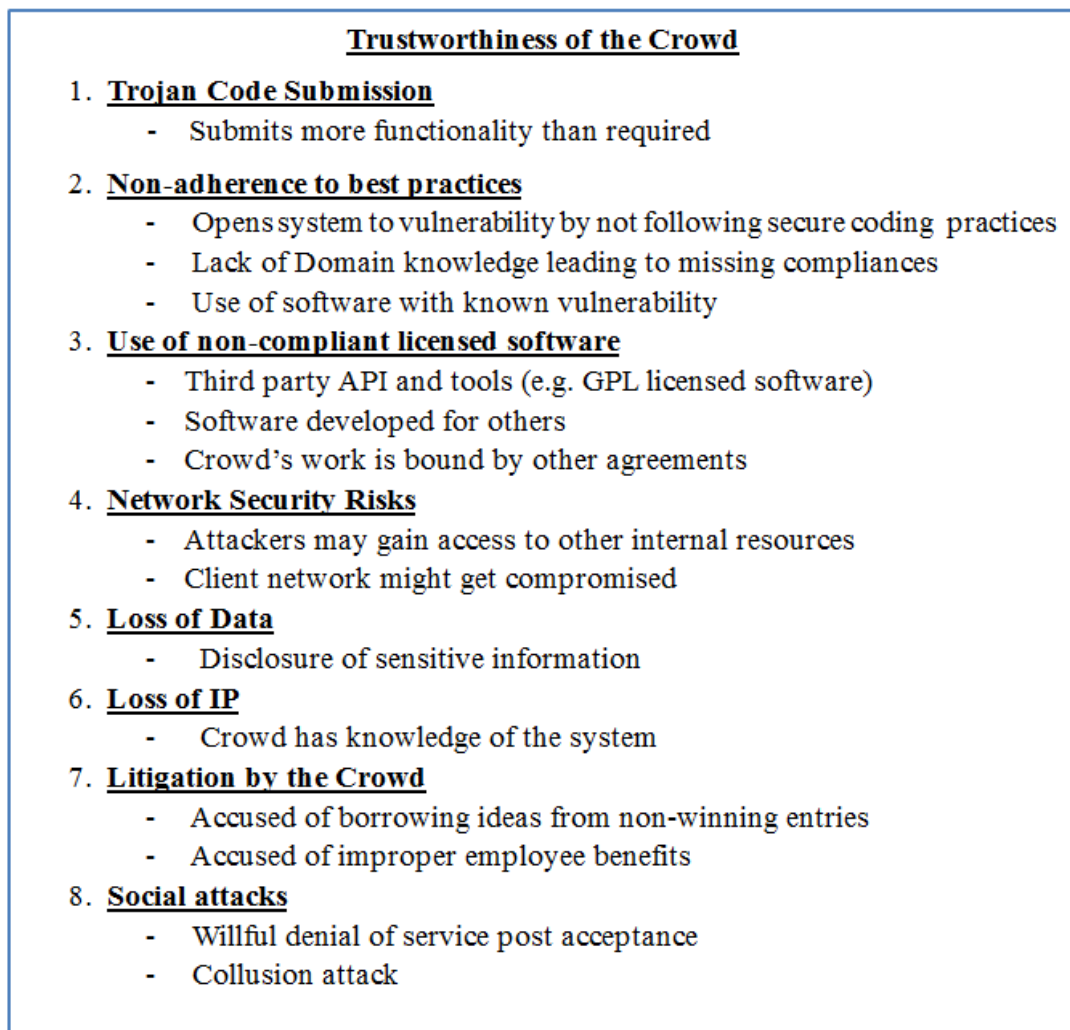 Trustworthiness of the Crowd
1. Trojan Code Submission
- Submits more functionality than required
2. Non-adherence to best practices
- Opens system to vulnerability by not following secure coding practices
- Lack of Domain knowledge leading to missing compliances
- Use of software with known vulnerability
3. Use of non-compliant licensed software
- Third party API and tools (e.g. GPL licensed software)
- Software developed for others
- Crowd’s work is bound by other agreements
4. Network Security Risks
- Attackers may gain access to other internal resources
- Client network might get compromised
5. Loss of Data
- Disclosure of sensitive information
6. Loss of IP
- Crowd has knowledge of the system
7. Litigation by the Crowd
- Accused of borrowing ideas from non-winning entries
- Accused of improper employee benefits
8. Social attacks
- Willful denial of service post acceptance
- Collusion attack